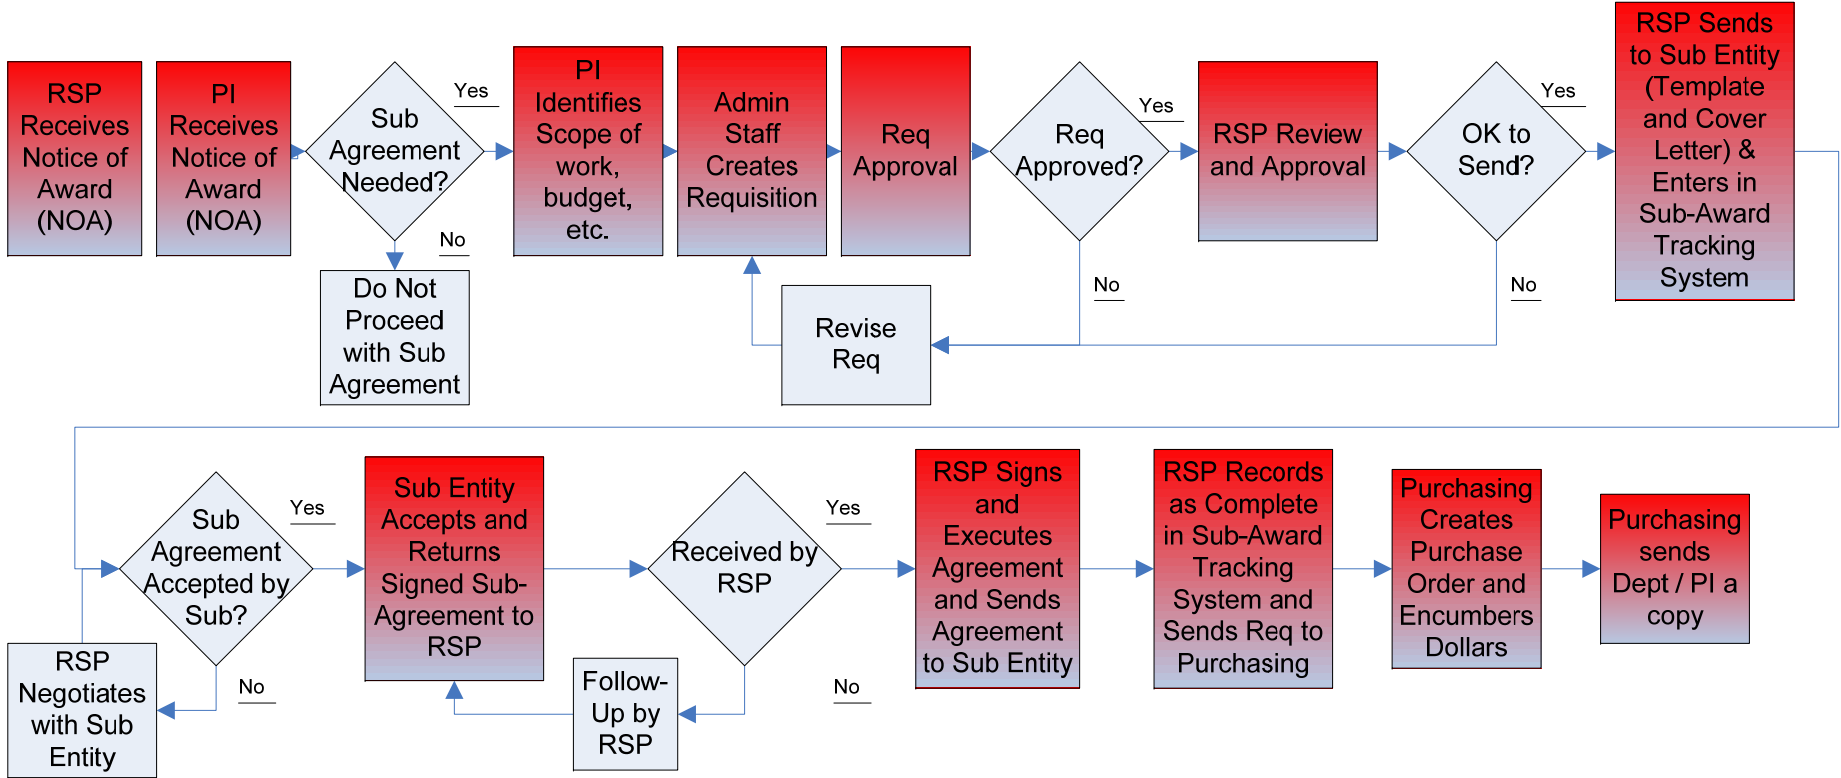 RSP
Receives
Notice of
Award
(NOA)
PI
Receives
Notice of
Award
(NOA)
Sub
Agreement
Needed?
Yes
No
Do Not
Proceed
with Sub
Agreement
PI
Identifies
Scope of
work,
budget,
etc.
Admin
Staff
Creates
Requisition
Req
Approval
Req
Approved?
Yes
No
Revise
Req
RSP Review
and Approval
OK to
Send?
Yes
No
RSP Sends
to Sub Entity
(Template
and Cover
Letter) &
Enters in
Sub-Award
Tracking
System
Sub
Agreement
Accepted by
Sub?
Yes
No
RSP
Negotiates
with Sub
Entity
Sub Entity
Accepts and
Returns
Signed Sub-
Agreement to
RSP
Received by
RSP
Yes
No
Follow-
Up by
RSP
RSP Signs
and
Executes
Agreement
and Sends
Agreement
to Sub Entity
RSP Records
as Complete
in Sub-Award
Tracking
System and
Sends Req to
Purchasing
Purchasing
Creates
Purchase
Order and
Encumbers
Dollars
Purchasing
sends
Dept / PI a
copy